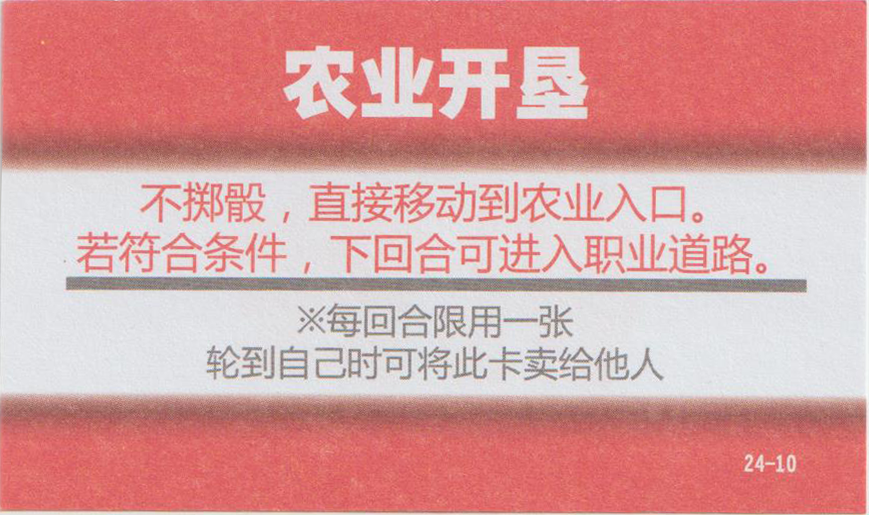 农业开垦
不掷骰，直接移动到农业入口。
若符合条件，下回合可进入职业道路。
※每回合限用一张
轮到自己时可将此卡卖给他人
24-10